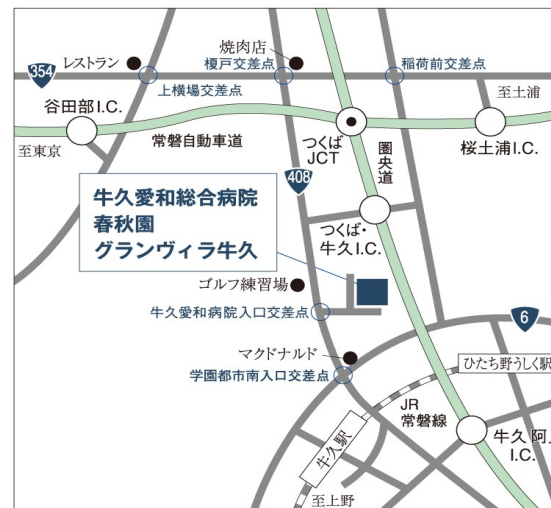 焼肉店
354
レストラン
榎戸交差点
稲荷前交差点
上横場交差点
至土浦
谷田部I.C.
至東京
常磐自動車道
つくば
JCT
圏央道
桜土浦I.C.
408
牛久愛和総合病院
春秋園
グランヴィラ牛久
つくば・
牛久I.C.
ゴルフ練習場
牛久愛和病院入口交差点
6
マクドナルド
ひたち野うしく駅
学園都市南入口交差点
JR
常磐線
牛久阿
I.C.
牛久駅
至上野